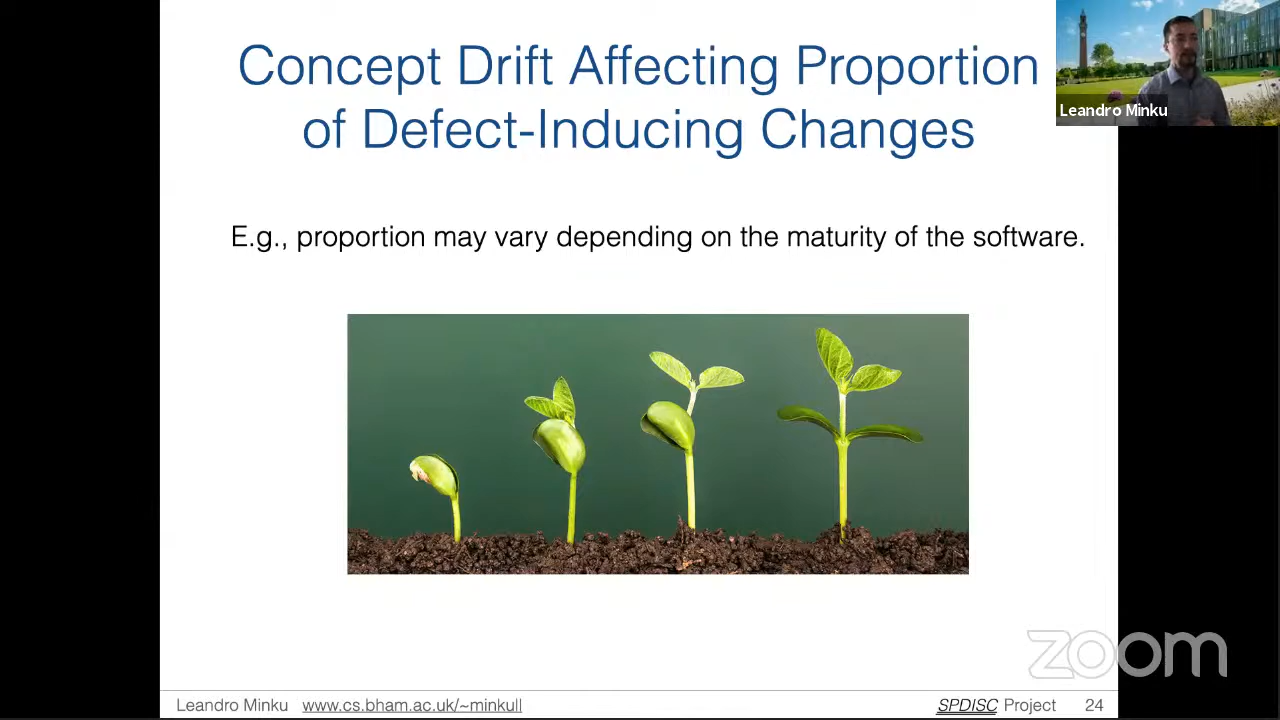 Concept Drift Affecting Proportion
of Defect-Inducing Changes
Leandro Minku
E.g., proportion may vary depending on the maturity of the software.
zoom
Leandro Minku www.cs.bham.ac.uk/~minkull
SPDISC Project 24